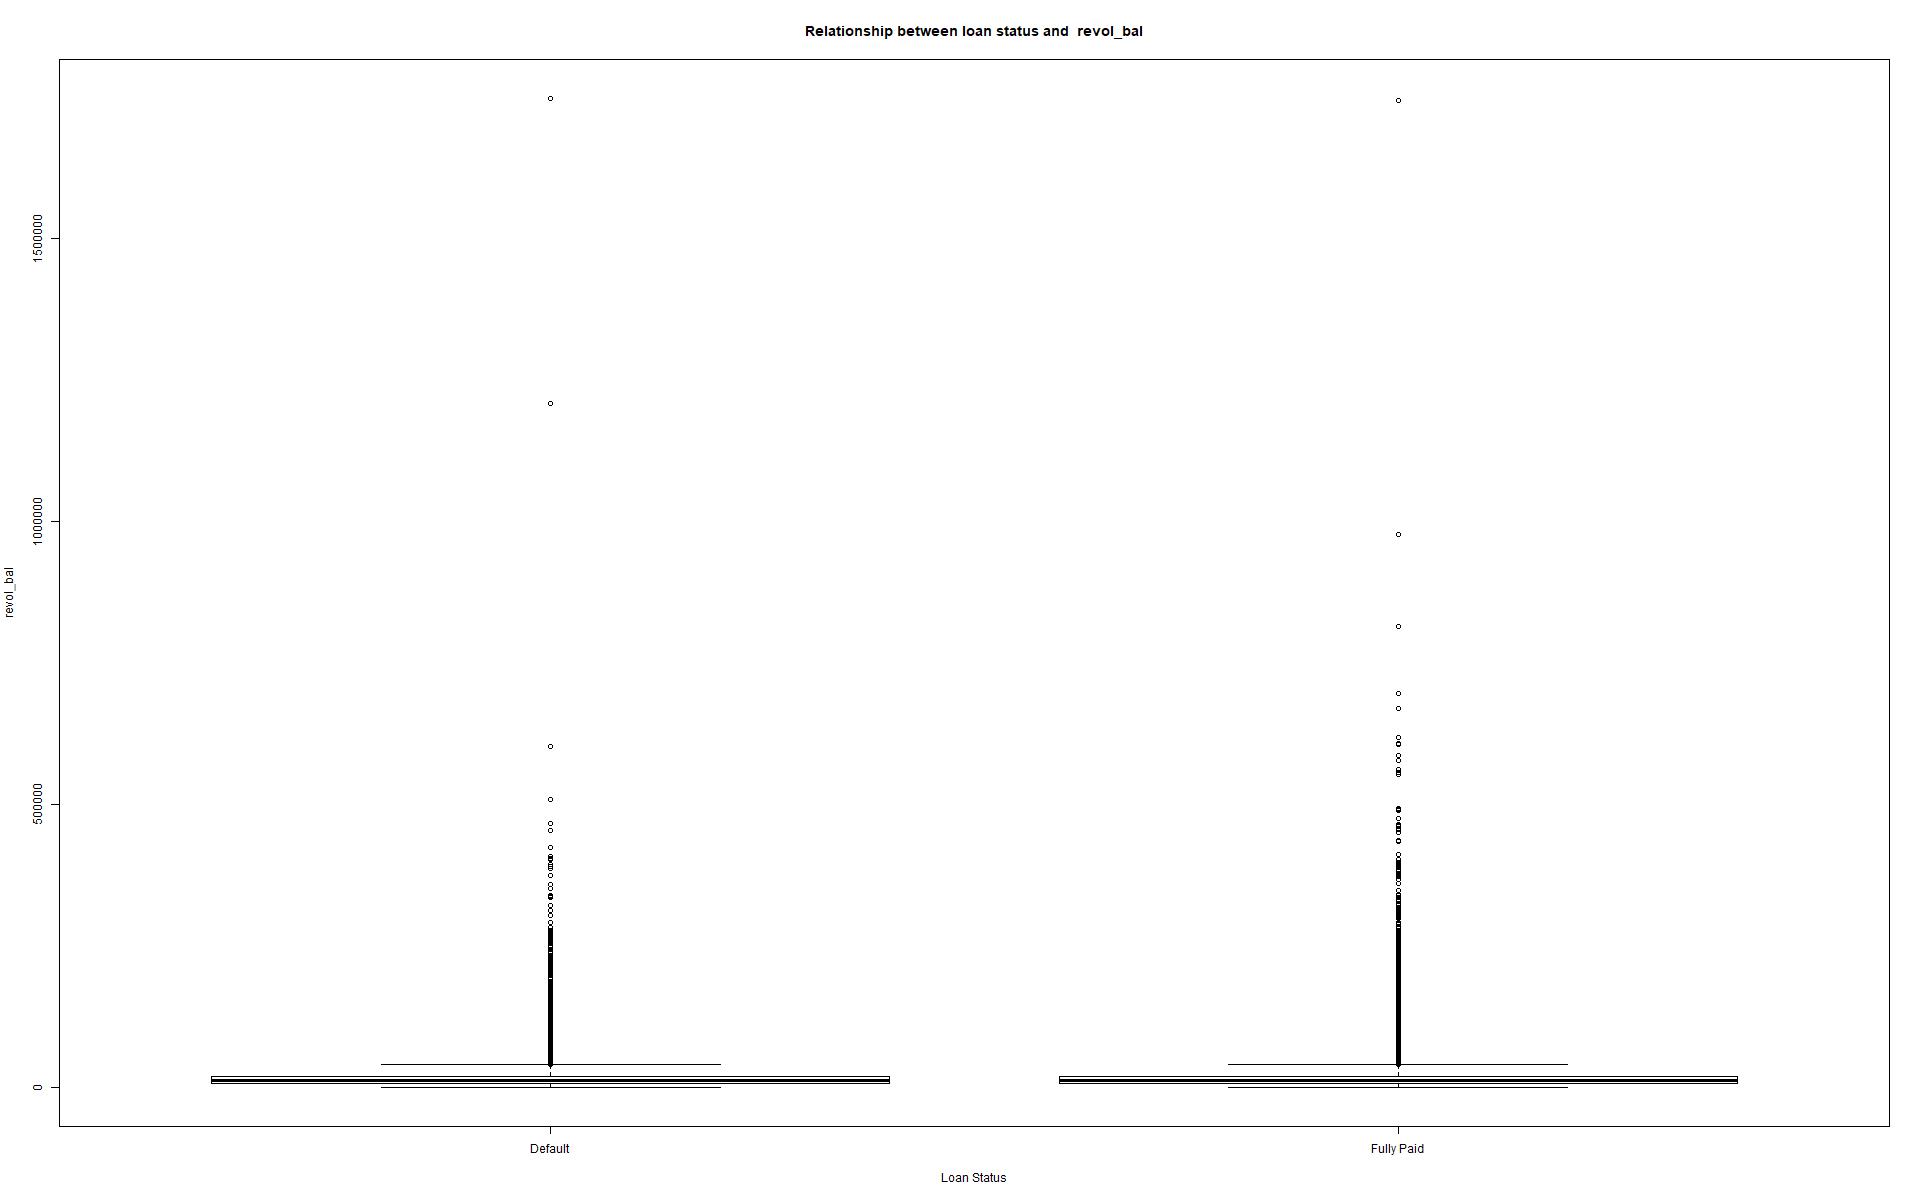 Relationship between loan status and  revol_bal
revol_bal
1500000
1000000
500000
0
Default
Fully Paid
Loan Status